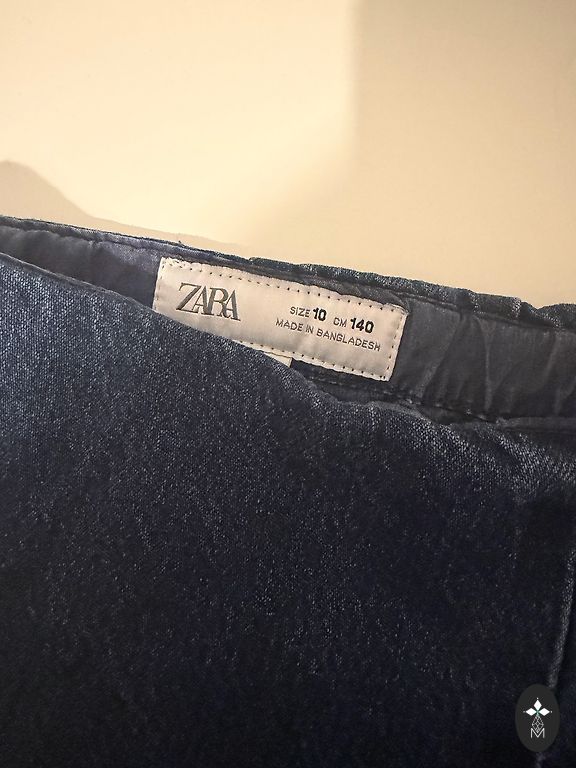 ZARA
SIZE 10 CM 140
MADE IN BANGLADESH
M